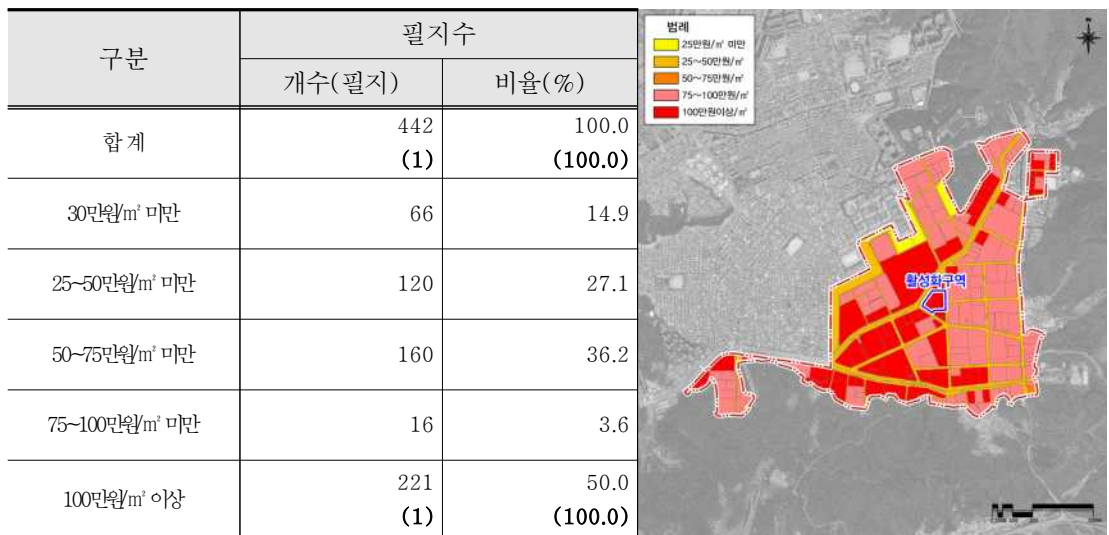 구분
필지수
개수(필지)
비율(%)
합계
442
(1)
100.0
(100.0)
30만원/㎡ 미만
66
14.9
25~50만원/㎡ 미만
120
27.1
50~75만원/㎡ 미만
160
36.2
75~100만원/㎡ 미만
16
3.6
100만원/㎡ 이상
221
(1)
50.0
(100.0)
범례
25만원/㎡ 미만
25~50만원/㎡
50~75만원/㎡
75~100만원/㎡
100만원이상/㎡
활성화구역